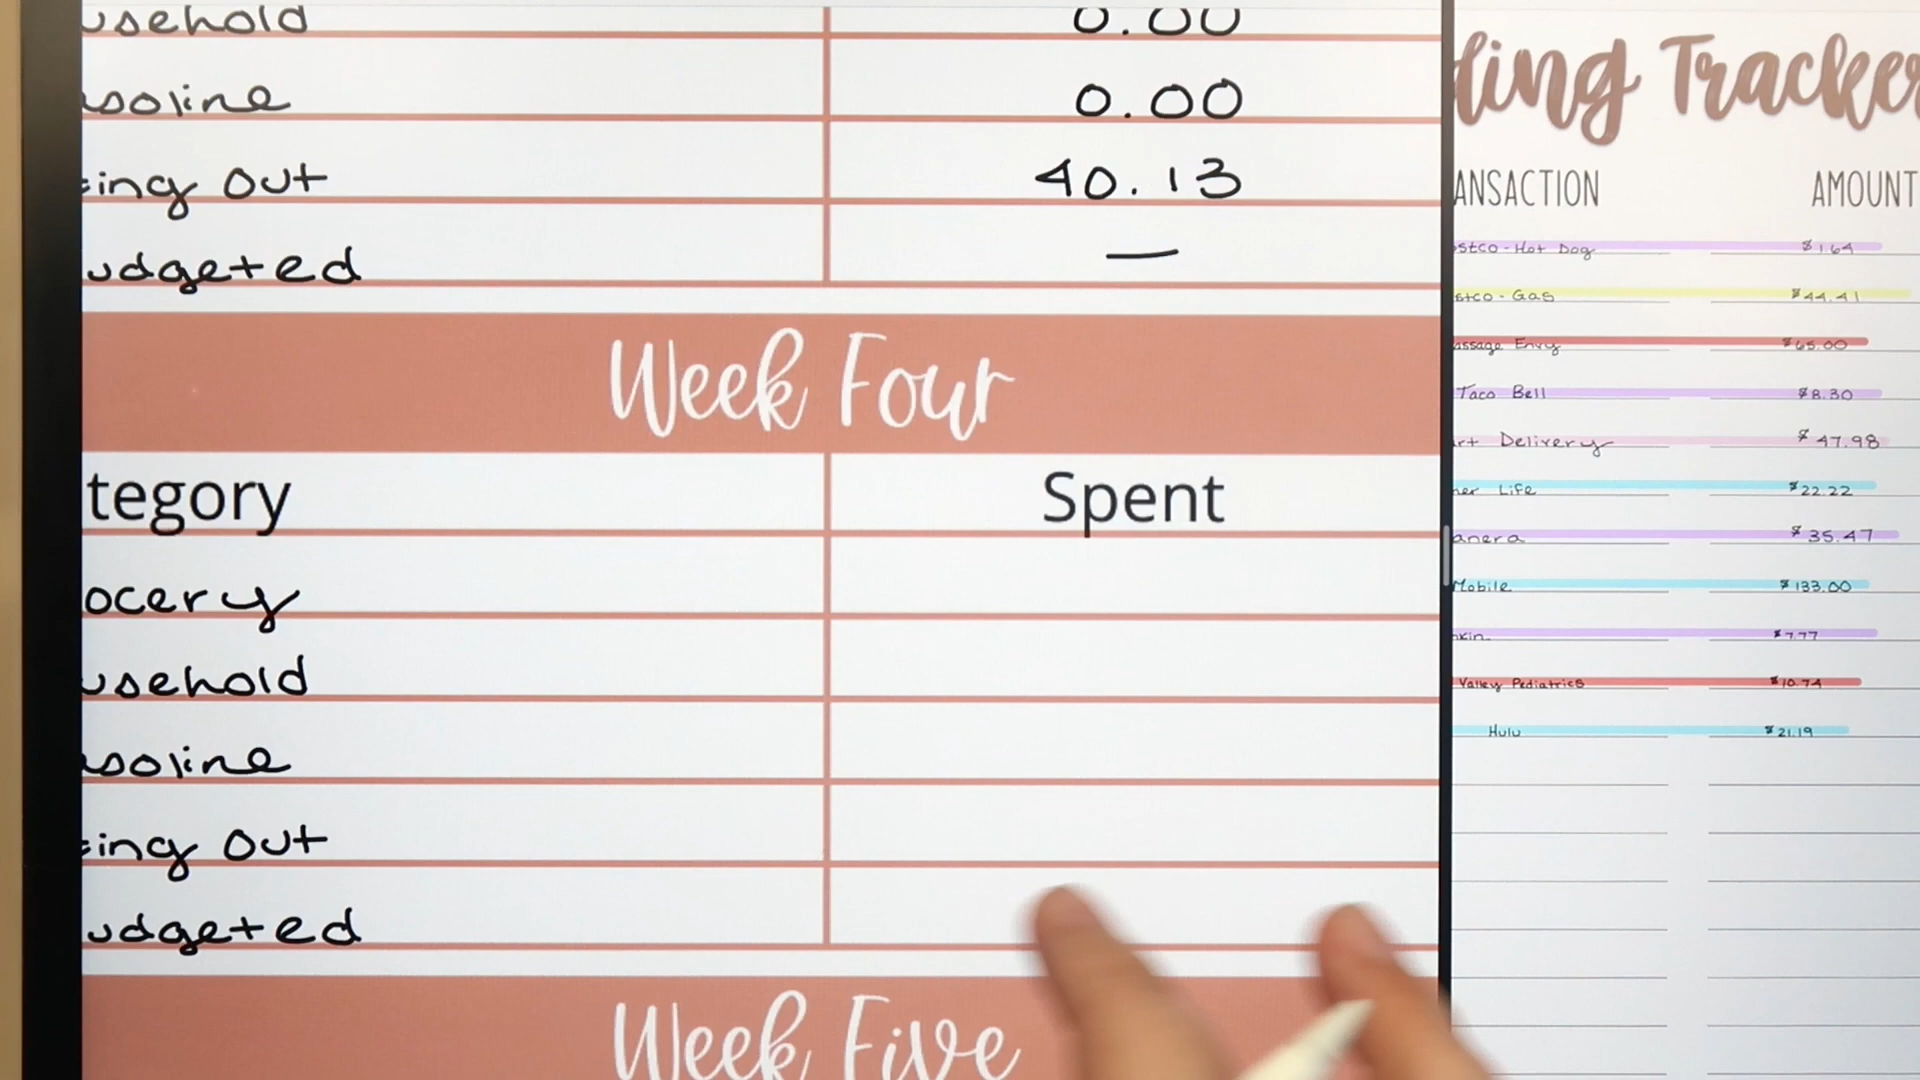 usehold 0.00
soline 0.00
ing out 40.13
udgeted —
Week Four
tegory Spent
ocery
usehold
soline
ing out
udgeted
Week Five
ding Tracker
ANSACTION AMOUNT
stco - Hot Dog $1.64
stco - Gas $44.41
assage Envy $65.00
Taco Bell $8.30
rt Delivery $47.98
her Life $22.22
anera $35.47
Mobile $133.00
nkin $7.77
Valley Pediatrics $10.74
Hulu $21.19